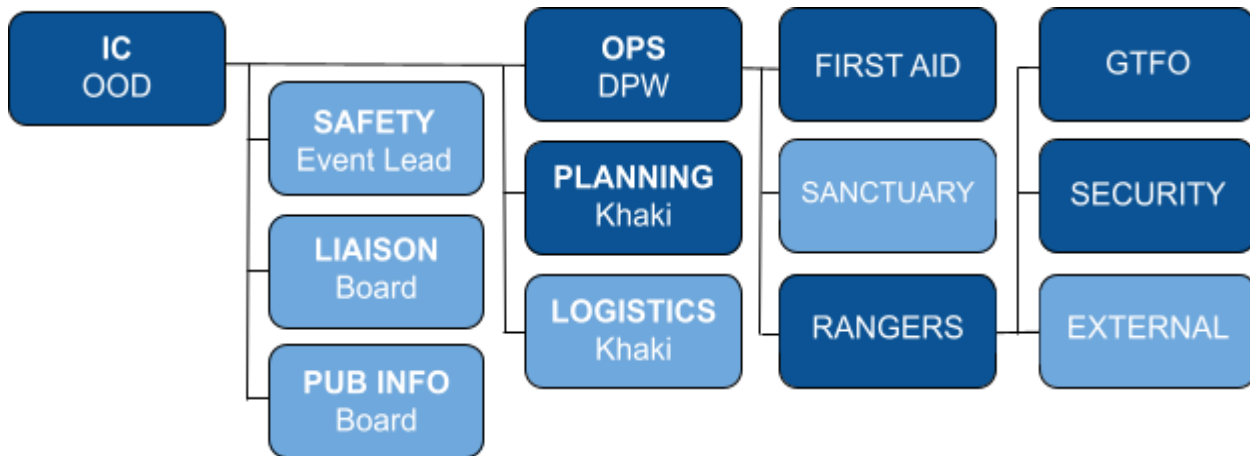 IC
OOD
SAFETY
Event Lead
LIAISON
Board
PUB INFO
Board
OPS
DPW
PLANNING
Khaki
LOGISTICS
Khaki
FIRST AID
SANCTUARY
RANGERS
GTFO
SECURITY
EXTERNAL